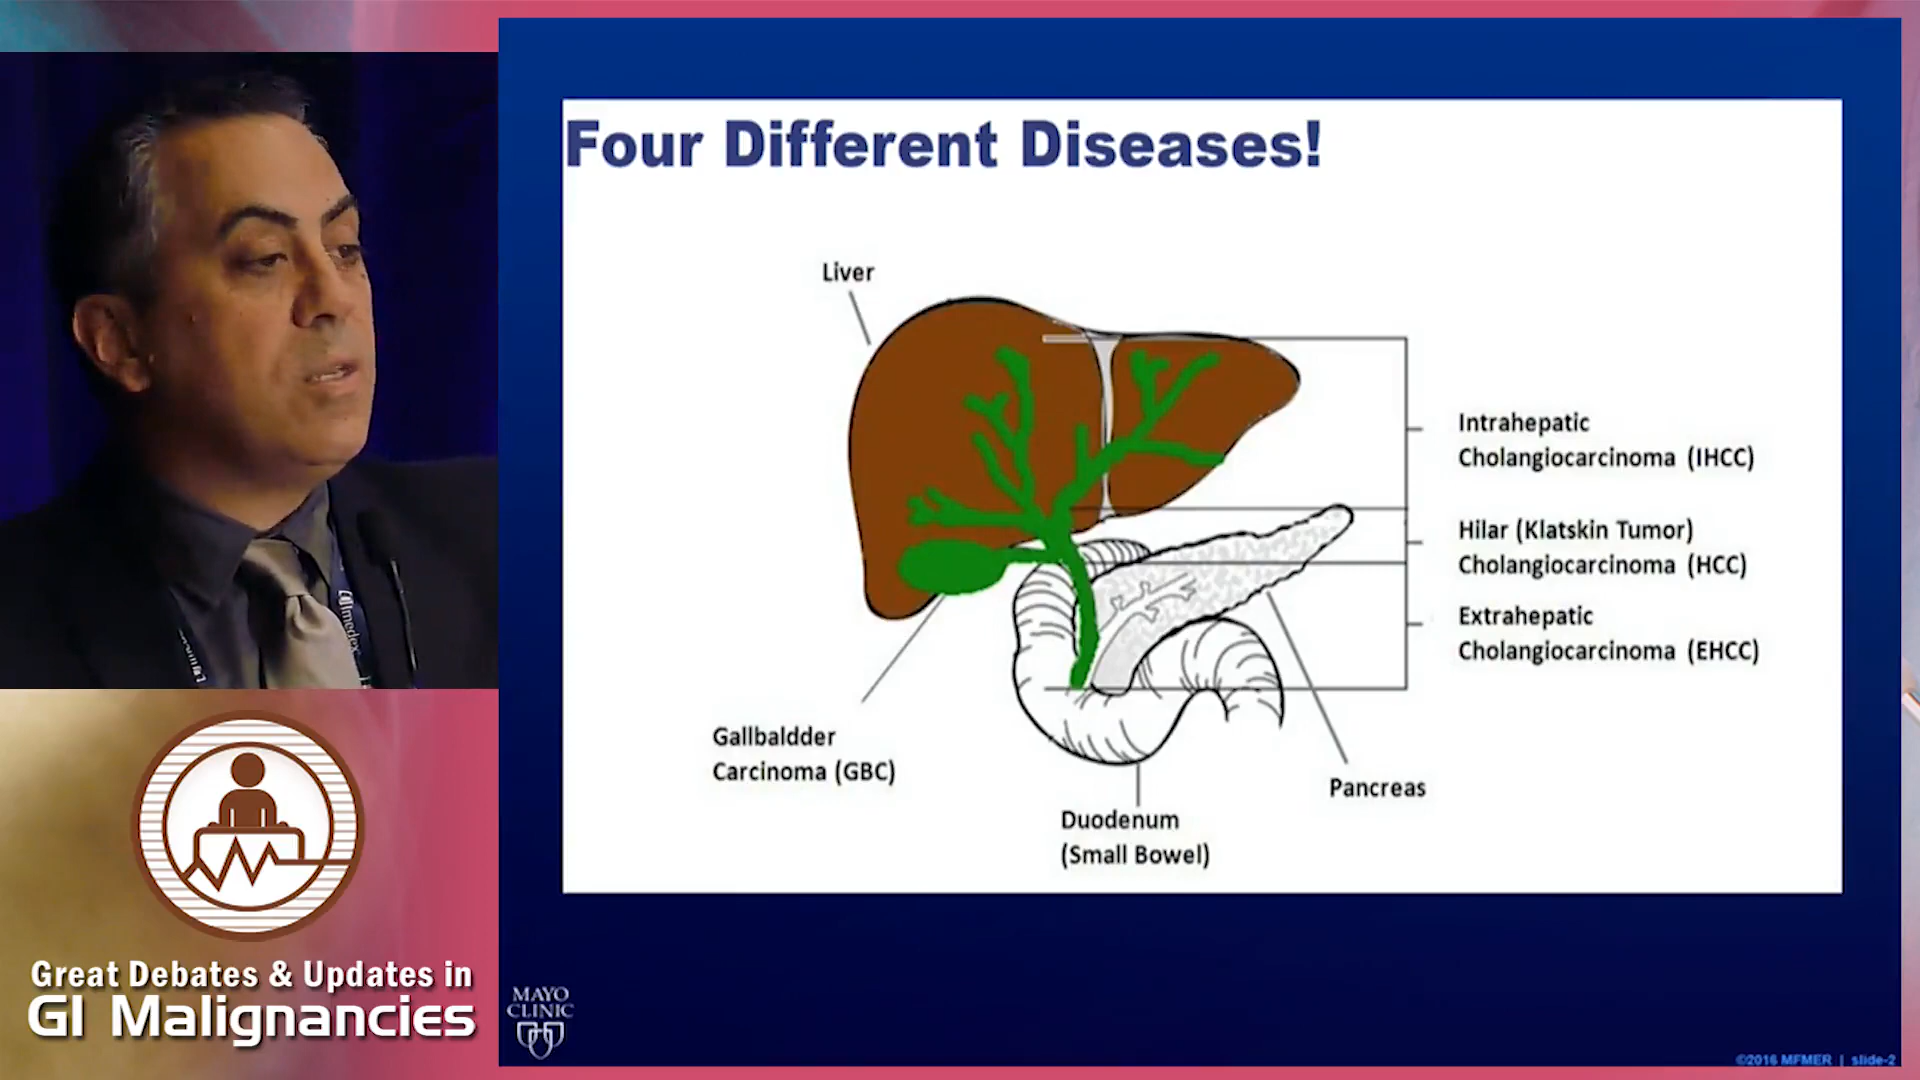 Four Different Diseases!
Liver
Intrahepatic
Cholangiocarcinoma (IHCC)
Hilar (Klatskin Tumor)
Cholangiocarcinoma (HCC)
Extrahepatic
Cholangiocarcinoma (EHCC)
Gallbaldder
Carcinoma (GBC)
Pancreas
Duodenum
(Small Bowel)
imedex
Great Debates & Updates in
GI Malignancies
MAYO
CLINIC
©2016 MFMER | slide-2